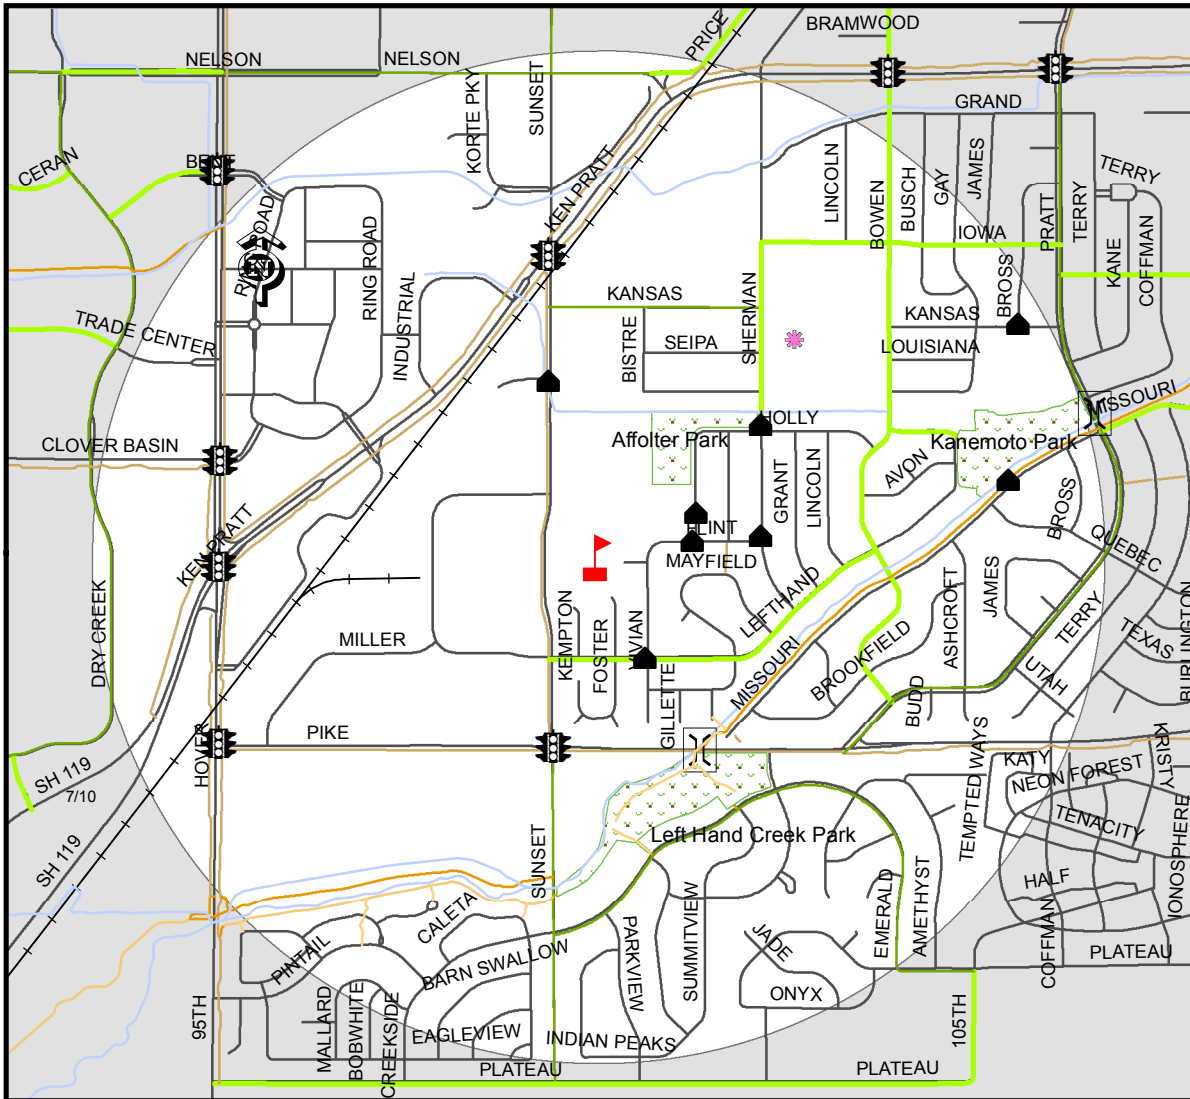 BRAMWOOD
PRICE
NELSON
NELSON
KORTE PKY
SUNSET
GRAND
CERAN
KEN PRATT
LINCOLN
BOWEN
BUSCH
GAY
JAMES
PRATT
TERRY
TERRY
KANE
COFFMAN
RING ROAD
IOWA
INDUSTRIAL
KANSAS
BROSS
KANSAS
TRADE CENTER
BISTRE
SEIPA
SHERMAN
LOUISIANA
MISSOURI
HOLLY
CLOVER BASIN
Affolter Park
Kanemoto Park
AVON
GRANT
LINCOLN
BROSS
KEN PRATT
FLINT
MAYFIELD
QUEBEC
DRY CREEK
LEFTHAND
ASHCROFT
JAMES
TERRY
TEXAS
BURLINGTON
MILLER
KEMPTON
FOSTER
VIVIAN
GILLETTE
MISSOURI
BROOKFIELD
BUDD
UTAH
PIKE
HOVER
TEMPTED WAYS
KATY
NEON FOREST
KRISTY
SH 119
7/10
SH 119
SUNSET
Left Hand Creek Park
TENACITY
IONOSPHERE
HALF
COFFMAN
CALETA
PINTAIL
BARN SWALLOW
PARKVIEW
SUMMITVIEW
JADE
EMERALD
AMETHYST
PLATEAU
ONYX
95TH
MALLARD
BOBWHITE
CREEKSIDE
EAGLEVIEW
INDIAN PEAKS
105TH
PLATEAU
PLATEAU